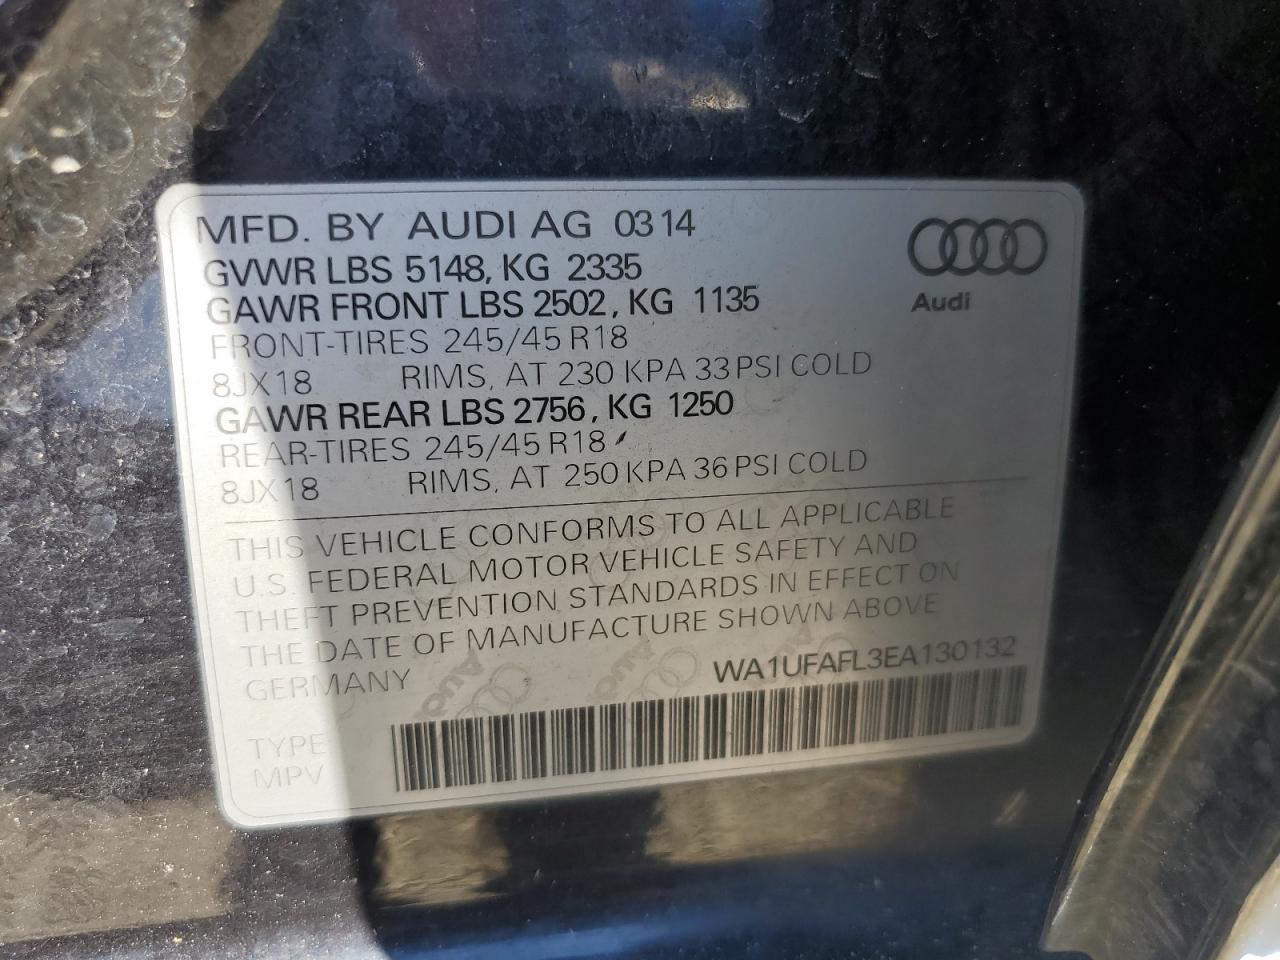 MFD. BY AUDI AG 03 14
GVWR LBS 5148, KG 2335
GAWR FRONT LBS 2502, KG 1135
FRONT-TIRES 245/45 R18
8JX18 RIMS, AT 230 KPA 33 PSI COLD
GAWR REAR LBS 2756, KG 1250
REAR-TIRES 245/45 R18
8JX18 RIMS, AT 250 KPA 36 PSI COLD
Audi
THIS VEHICLE CONFORMS TO ALL APPLICABLE
U.S. FEDERAL MOTOR VEHICLE SAFETY AND
THEFT PREVENTION STANDARDS IN EFFECT ON
THE DATE OF MANUFACTURE SHOWN ABOVE
GERMANY
WA1UFAFL3EA130132
TYPE
MPV
Audi
Audi
Audi